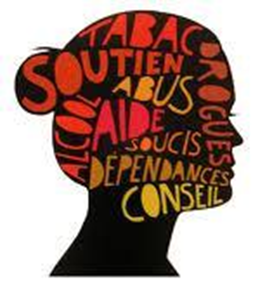 TABAC
SOUTIEN
DROGUES
ABUS
ALCOOL
AIDE
SOUCIS
DÉPENDANCES
CONSEIL